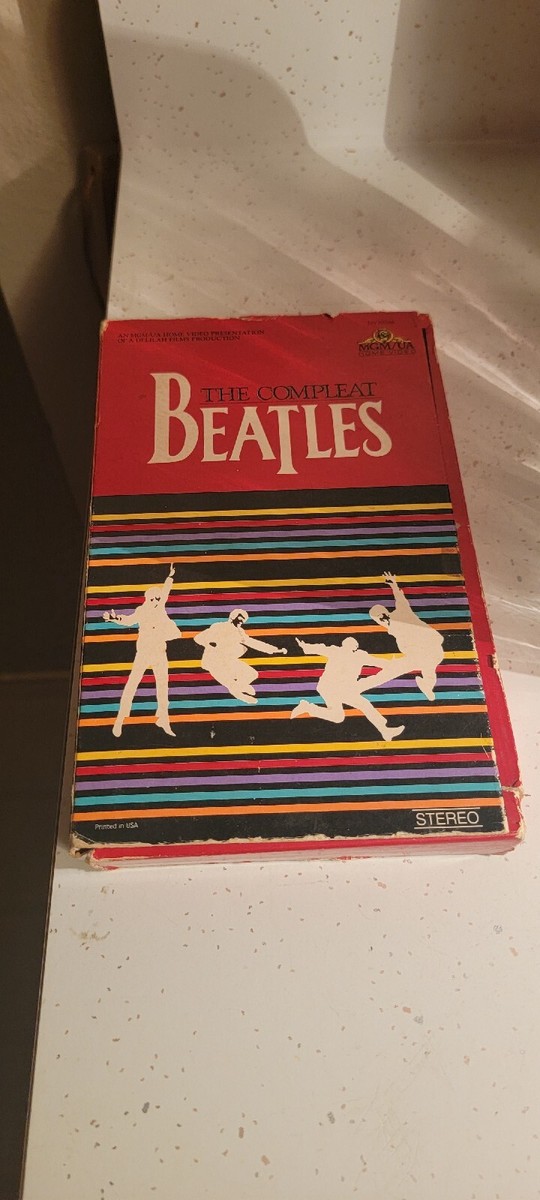 AN MGM/UA HOME VIDEO PRESENTATION
OF A DELILAH FILMS PRODUCTION
MGM/UA
THE COMPLEAT
BEATLES
Printed in USA
STEREO